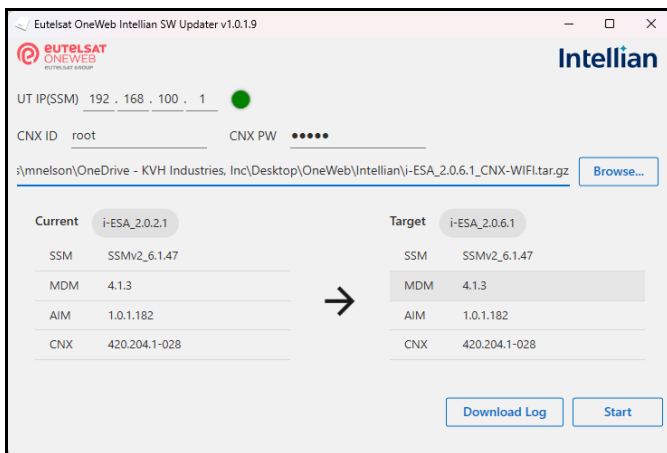 Eutelsat OneWeb Intellian SW Updater v1.0.1.9
eUTELSAT
ONEWEB
EUTELSAT GROUP
Intellian
UT IP(SSM) 192 . 168 . 100 . 1
CNX ID root CNX PW •••••
s\mnelson\OneDrive - KVH Industries, Inc\Desktop\OneWeb\Intellian\i-ESA_2.0.6.1_CNX-WIFI.tar.gz Browse...
Current i-ESA_2.0.2.1 Target i-ESA_2.0.6.1
SSM SSMv2_6.1.47 SSM SSMv2_6.1.47
MDM 4.1.3 MDM 4.1.3
AIM 1.0.1.182 AIM 1.0.1.182
CNX 420.204.1-028 CNX 420.204.1-028
Download Log Start